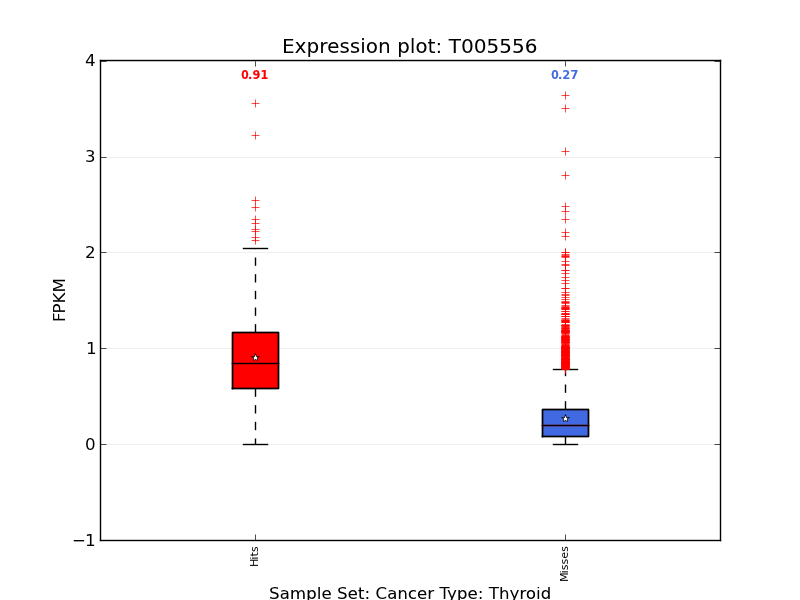 Expression plot: T005556
4
0.91
0.27
3
2
FPKM
1
0
−1
Hits
Misses
Sample Set: Cancer Type: Thyroid